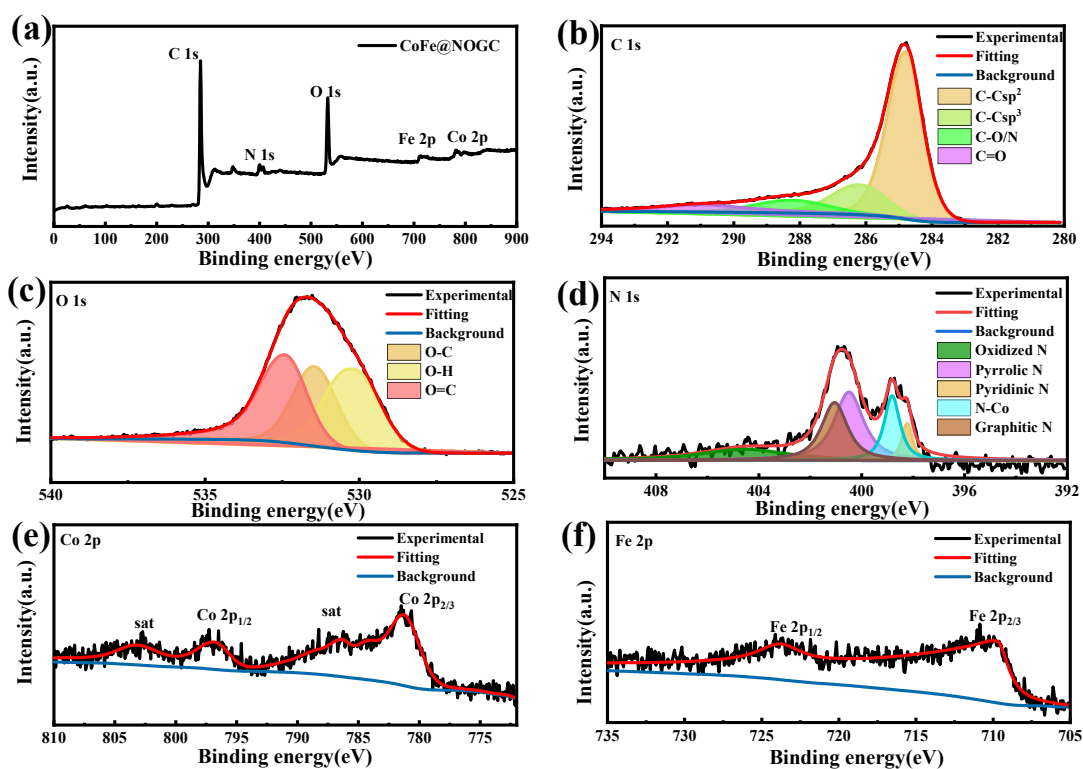 (a)
CoFe@NOGC
C 1s
O 1s
N 1s
Fe 2p
Co 2p
Intensity(a.u.)
0 100 200 300 400 500 600 700 800 900
Binding energy(eV)
(b)
C 1s
Experimental
Fitting
Background
C-Csp²
C-Csp³
C-O/N
C=O
Intensity(a.u.)
294 292 290 288 286 284 282 280
Binding energy(eV)
(c)
O 1s
Experimental
Fitting
Background
O-C
O-H
O=C
Intensity(a.u.)
540 535 530 525
Binding energy(eV)
(d)
N 1s
Experimental
Fitting
Background
Oxidized N
Pyrrolic N
Pyridinic N
N-Co
Graphitic N
Intensity(a.u.)
408 404 400 396 392
Binding energy(eV)
(e)
Co 2p
Experimental
Fitting
Background
sat
Co 2p₁/₂
sat
Co 2p₂/₃
Intensity(a.u.)
810 805 800 795 790 785 780 775
Binding energy(eV)
(f)
Fe 2p
Experimental
Fitting
Background
Fe 2p₁/₂
Fe 2p₂/₃
Intensity(a.u.)
735 730 725 720 715 710 705
Binding energy(eV)